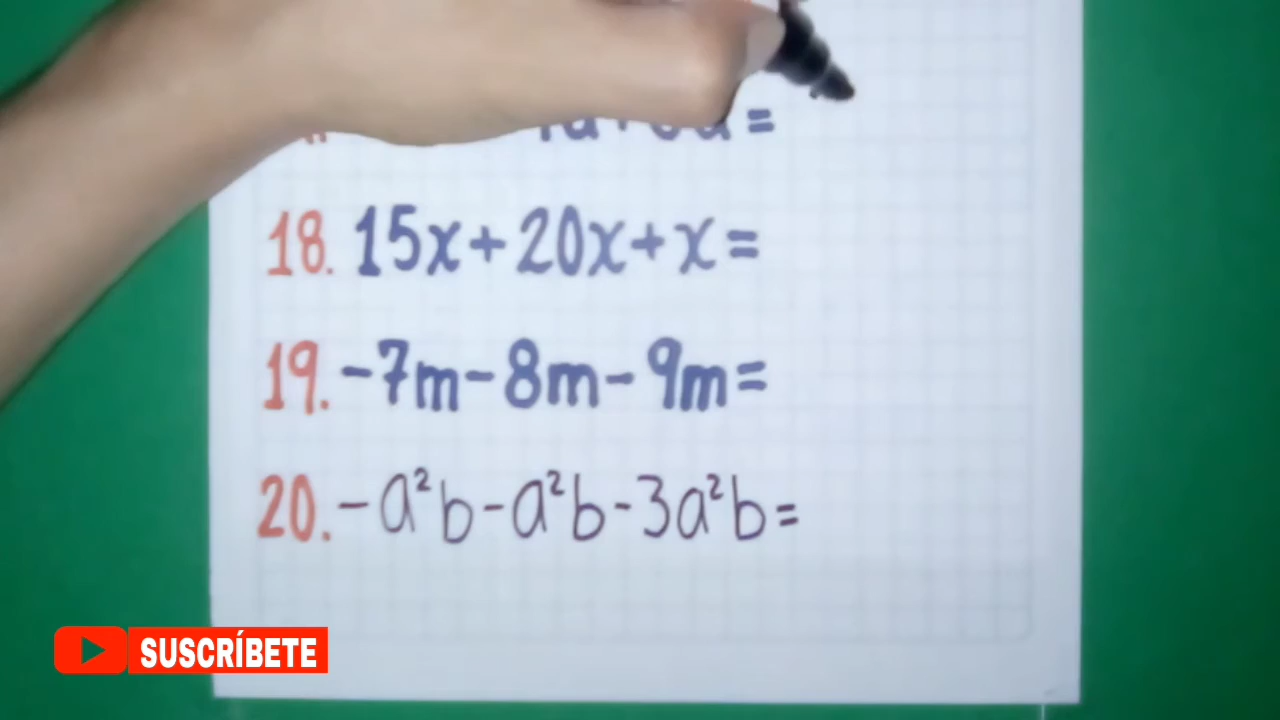 18. 15x+20x+x=
19. -7m-8m-9m=
20. -a²b-a²b-3a²b=
SUSCRÍBETE